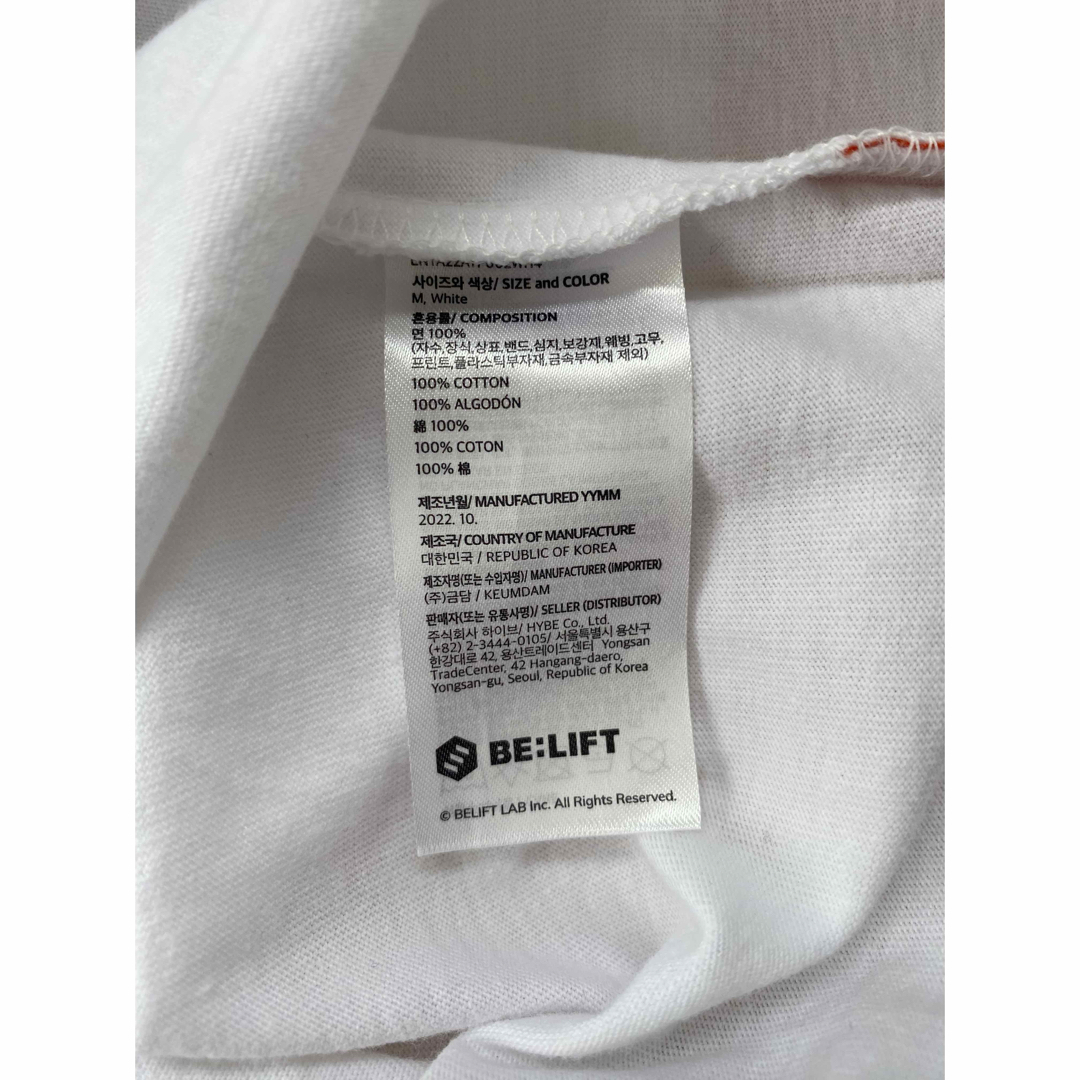 사이즈와 색상/ SIZE and COLOR
M, White
혼용률/ COMPOSITION
면 100%
(자수,장식,상표,밴드,심지,보강재,웨빙,고무,
프린트,플라스틱부자재,금속부자재 제외)
100% COTTON
100% ALGODÓN
綿 100%
100% COTON
100% 棉
제조년월/ MANUFACTURED YYMM
2022. 10.
제조국/ COUNTRY OF MANUFACTURE
대한민국 / REPUBLIC OF KOREA
제조자명(또는 수입자명)/ MANUFACTURER (IMPORTER)
(주)금담 / KEUMDAM
판매자(또는 유통사명)/ SELLER (DISTRIBUTOR)
주식회사 하이브/ HYBE Co., Ltd.
(+82) 2-3444-0105/ 서울특별시 용산구
한강대로 42, 용산트레이드센터 Yongsan
TradeCenter, 42 Hangang-daero,
Yongsan-gu, Seoul, Republic of Korea
BE:LIFT
© BELIFT LAB Inc. All Rights Reserved.